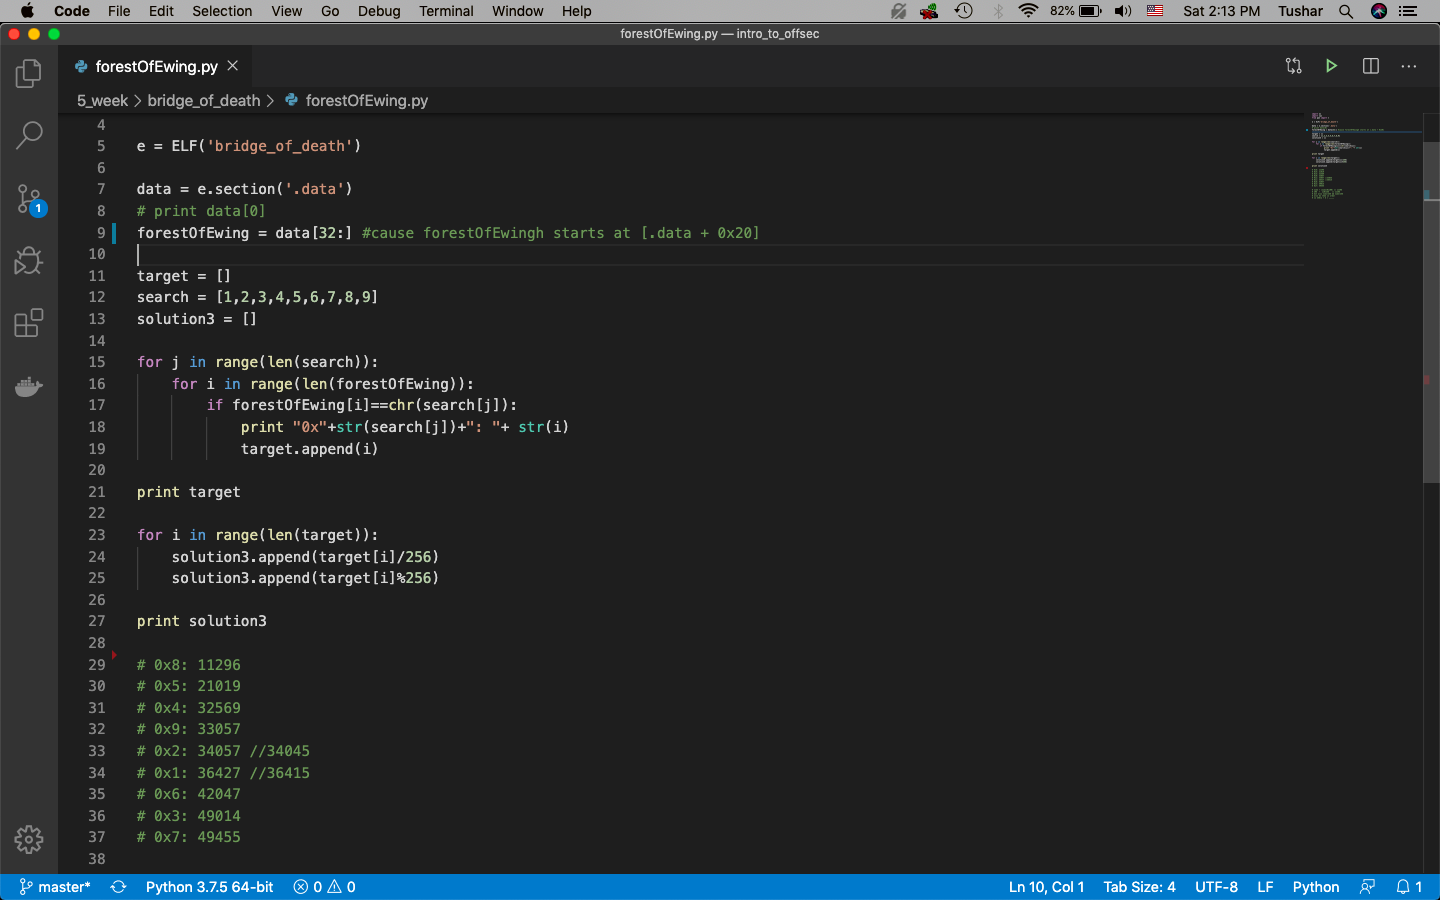 Code File Edit Selection View Go Debug Terminal Window Help 82% Sat 2:13 PM Tushar
forestOfEwing.py — intro_to_offsec
forestOfEwing.py
5_week > bridge_of_death > forestOfEwing.py
4
5 e = ELF('bridge_of_death')
6
7 data = e.section('.data')
8 # print data[0]
9 forestOfEwing = data[32:] #cause forestOfEwingh starts at [.data + 0x20]
10
11 target = []
12 search = [1,2,3,4,5,6,7,8,9]
13 solution3 = []
14
15 for j in range(len(search)):
16 for i in range(len(forestOfEwing)):
17 if forestOfEwing[i]==chr(search[j]):
18 print "0x"+str(search[j])+": "+ str(i)
19 target.append(i)
20
21 print target
22
23 for i in range(len(target)):
24 solution3.append(target[i]/256)
25 solution3.append(target[i]%256)
26
27 print solution3
28
29 # 0x8: 11296
30 # 0x5: 21019
31 # 0x4: 32569
32 # 0x9: 33057
33 # 0x2: 34057 //34045
34 # 0x1: 36427 //36415
35 # 0x6: 42047
36 # 0x3: 49014
37 # 0x7: 49455
38
1
master* Python 3.7.5 64-bit 0 0 Ln 10, Col 1 Tab Size: 4 UTF-8 LF Python 1